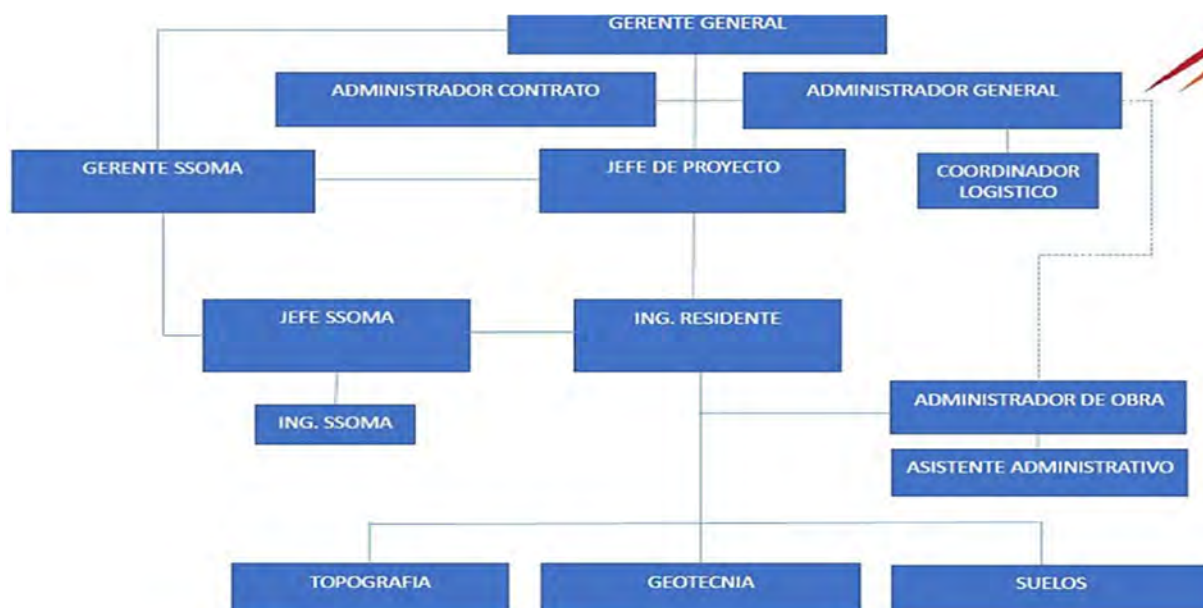 GERENTE GENERAL
ADMINISTRADOR CONTRATO
ADMINISTRADOR GENERAL
GERENTE SSOMA
JEFE DE PROYECTO
COORDINADOR
LOGISTICO
JEFE SSOMA
ING. RESIDENTE
ING. SSOMA
ADMINISTRADOR DE OBRA
ASISTENTE ADMINISTRATIVO
TOPOGRAFIA
GEOTECNIA
SUELOS